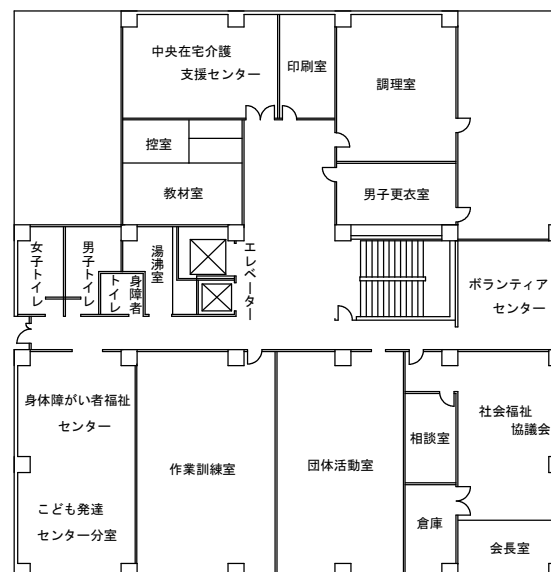 中央在宅介護
支援センター
印刷室
調理室
控室
教材室
男子更衣室
女子トイレ
男子トイレ
身障者
トイレ
湯沸室
エレベーター
ボランティア
センター
身体障がい者福祉
センター
こども発達
センター分室
作業訓練室
団体活動室
相談室
倉庫
社会福祉
協議会
会長室